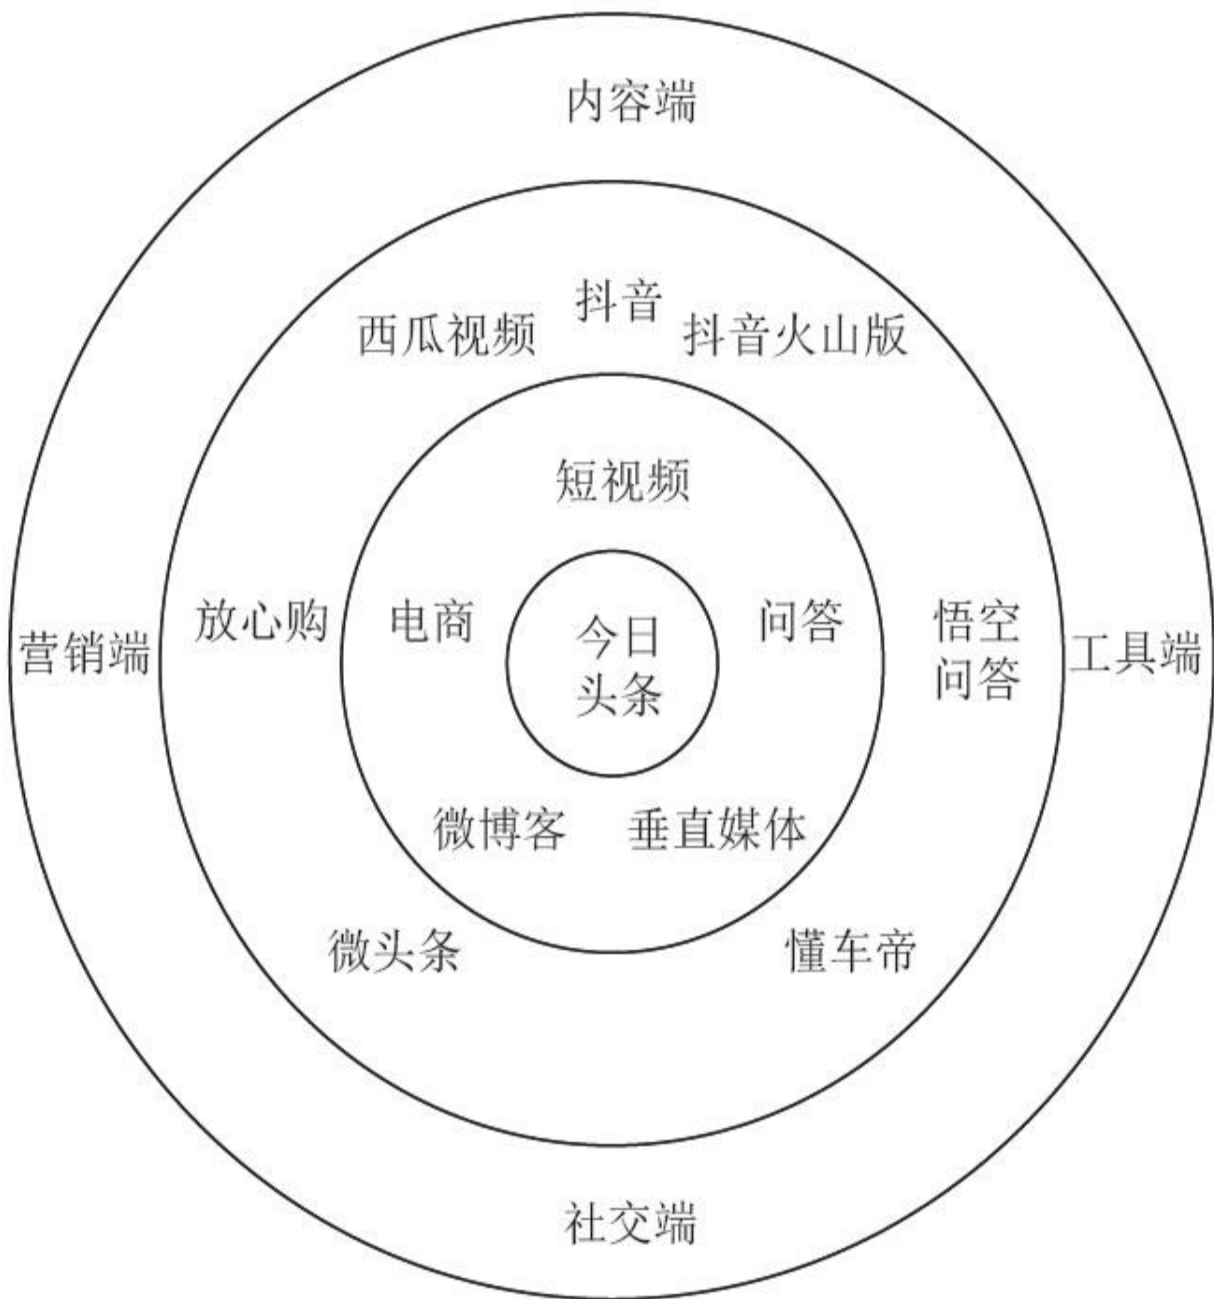 内容端
抖音
西瓜视频
抖音火山版
短视频
放心购
电商
今日
头条
问答
悟空
问答
营销端
工具端
微博客
垂直媒体
微头条
懂车帝
社交端